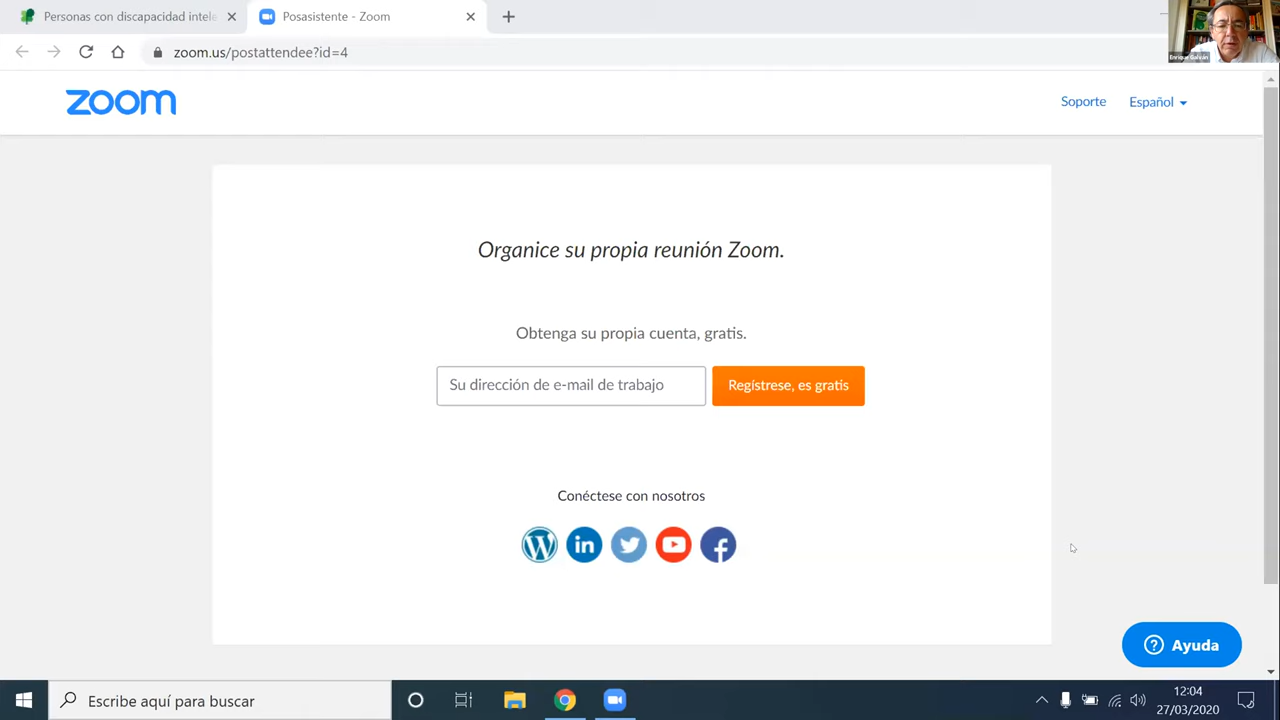 Personas con discapacidad intele
Posasistente - Zoom
zoom.us/postattendee?id=4
Enrique Galván
zoom
Soporte
Español
Organice su propia reunión Zoom.
Obtenga su propia cuenta, gratis.
Su dirección de e-mail de trabajo
Regístrese, es gratis
Conéctese con nosotros
Ayuda
Escribe aquí para buscar
12:04
27/03/2020